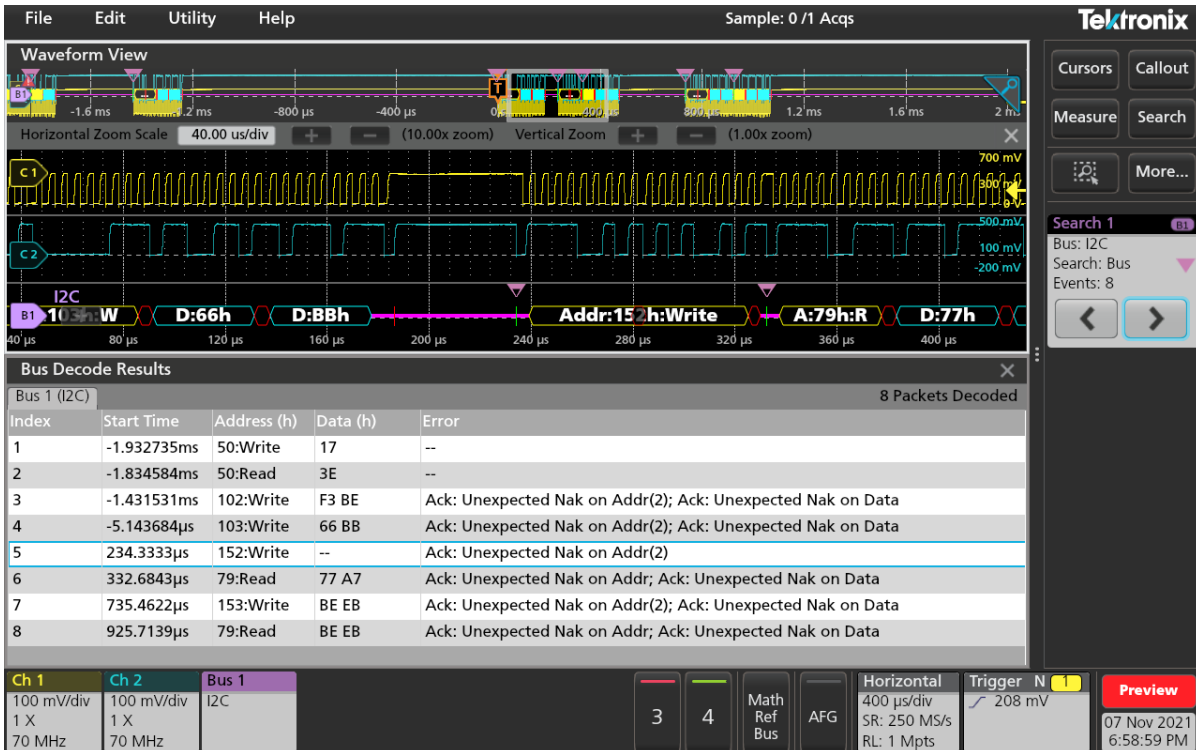 File Edit Utility Help Sample: 0 /1 Acqs Tektronix
Waveform View
B1
T
-1.6 ms -800 µs -400 µs 1.2 ms 1.6 ms
Horizontal Zoom Scale 40.00 us/div + − (10.00x zoom) Vertical Zoom + − (1.00x zoom)
C 1
700 mV
300 mV
0 V
C 2
500 mV
100 mV
-200 mV
I2C
B1 103h:W D:66h D:BBh Addr:152h:Write A:79h:R D:77h
40 µs 80 µs 120 µs 160 µs 200 µs 240 µs 280 µs 320 µs 360 µs 400 µs
Cursors Callout
Measure Search
More...
Search 1 B1
Bus: I2C
Search: Bus
Events: 8
Bus Decode Results
Bus 1 (I2C) 8 Packets Decoded
Index Start Time Address (h) Data (h) Error
1 -1.932735ms 50:Write 17 --
2 -1.834584ms 50:Read 3E --
3 -1.431531ms 102:Write F3 BE Ack: Unexpected Nak on Addr(2); Ack: Unexpected Nak on Data
4 -5.143684µs 103:Write 66 BB Ack: Unexpected Nak on Addr(2); Ack: Unexpected Nak on Data
5 234.3333µs 152:Write -- Ack: Unexpected Nak on Addr(2)
6 332.6843µs 79:Read 77 A7 Ack: Unexpected Nak on Addr; Ack: Unexpected Nak on Data
7 735.4622µs 153:Write BE EB Ack: Unexpected Nak on Addr(2); Ack: Unexpected Nak on Data
8 925.7139µs 79:Read BE EB Ack: Unexpected Nak on Addr; Ack: Unexpected Nak on Data
Ch 1
100 mV/div
1 X
70 MHz
Ch 2
100 mV/div
1 X
70 MHz
Bus 1
I2C
3
4
Math
Ref
Bus
AFG
Horizontal
400 µs/div
SR: 250 MS/s
RL: 1 Mpts
Trigger N 1
208 mV
Preview
07 Nov 2021
6:58:59 PM